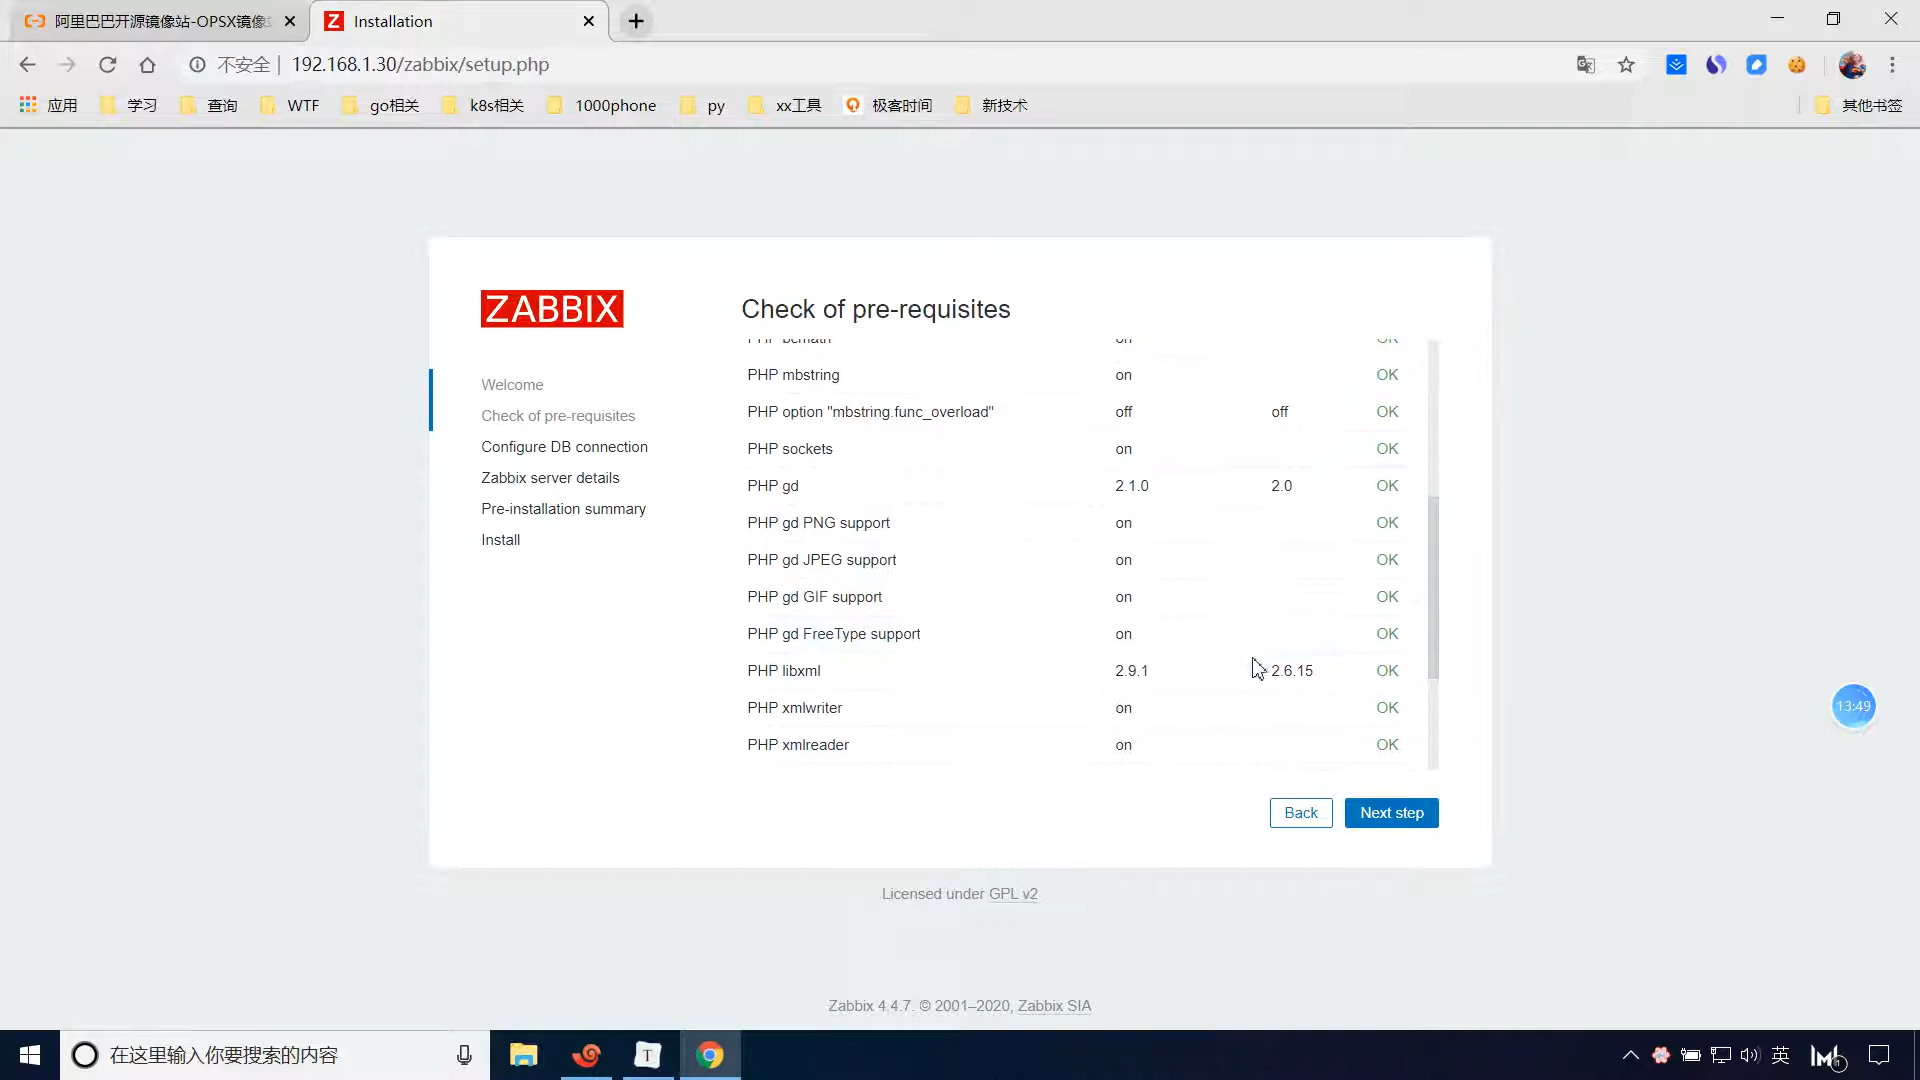 阿里巴巴开源镜像站-OPSX镜像
Installation
不安全 | 192.168.1.30/zabbix/setup.php
应用 学习 查询 WTF go相关 k8s相关 1000phone py xx工具 极客时间 新技术 其他书签
ZABBIX
Welcome
Check of pre-requisites
Configure DB connection
Zabbix server details
Pre-installation summary
Install
Check of pre-requisites
PHP bcmath on OK
PHP mbstring on OK
PHP option "mbstring.func_overload" off off OK
PHP sockets on OK
PHP gd 2.1.0 2.0 OK
PHP gd PNG support on OK
PHP gd JPEG support on OK
PHP gd GIF support on OK
PHP gd FreeType support on OK
PHP libxml 2.9.1 2.6.15 OK
PHP xmlwriter on OK
PHP xmlreader on OK
Back Next step
Licensed under GPL v2
Zabbix 4.4.7. © 2001–2020, Zabbix SIA
13:49
在这里输入你要搜索的内容
T
英